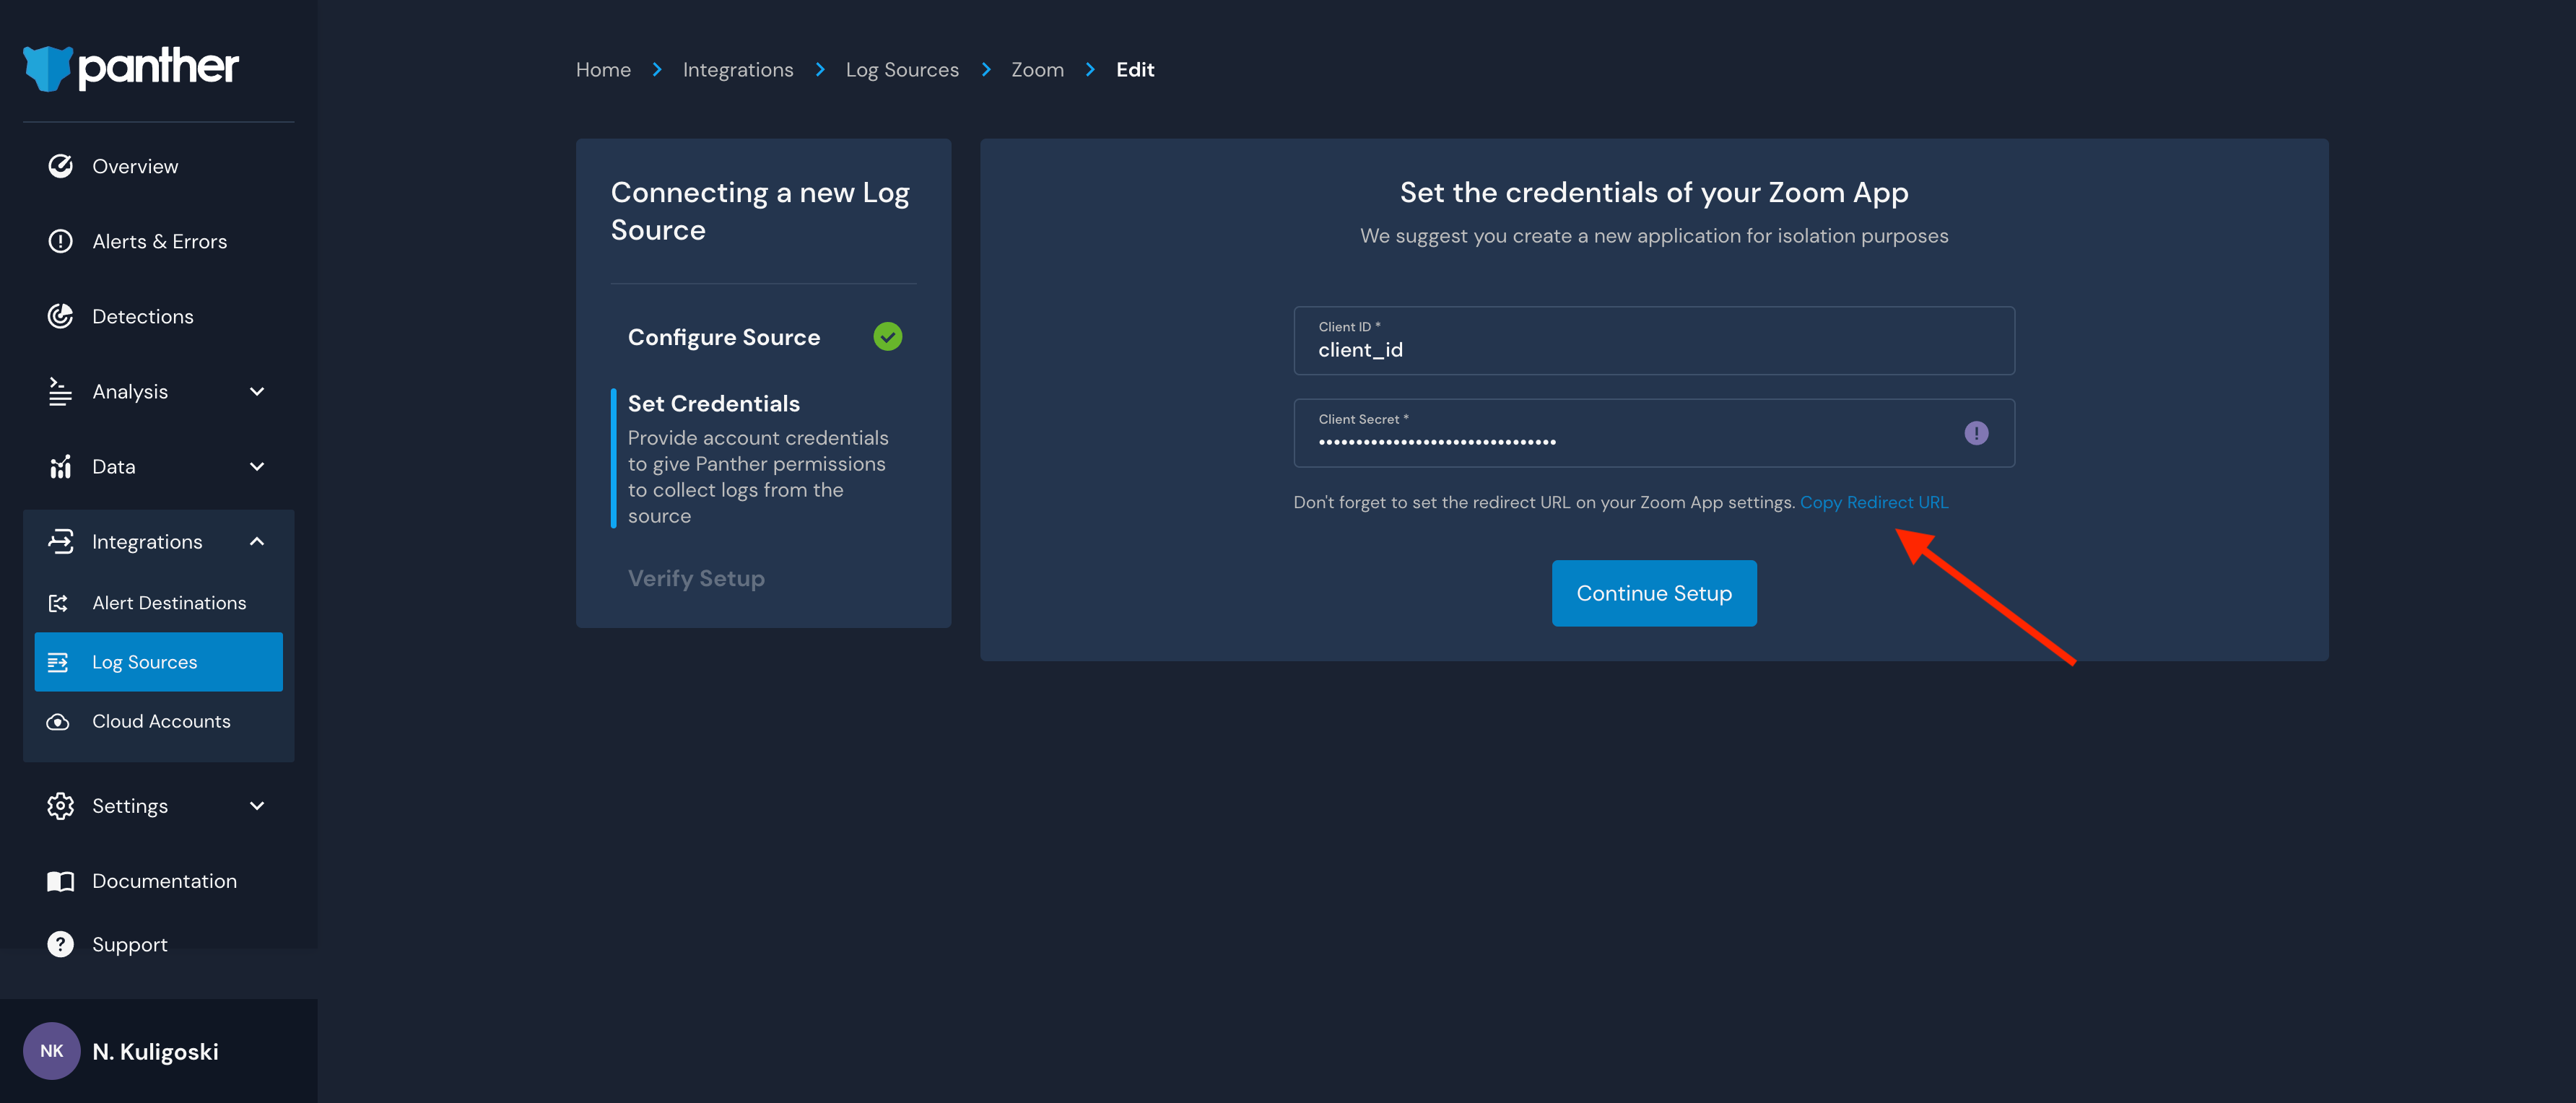 panther
Overview
Alerts & Errors
Detections
Analysis
Data
Integrations
Alert Destinations
Log Sources
Cloud Accounts
Settings
Documentation
Support
NK
N. Kuligoski
Home
Integrations
Log Sources
Zoom
Edit
Connecting a new Log
Source
Configure Source
Set Credentials
Provide account credentials
to give Panther permissions
to collect logs from the
source
Verify Setup
Set the credentials of your Zoom App
We suggest you create a new application for isolation purposes
Client ID *
client_id
Client Secret *
Don't forget to set the redirect URL on your Zoom App settings. Copy Redirect URL
Continue Setup